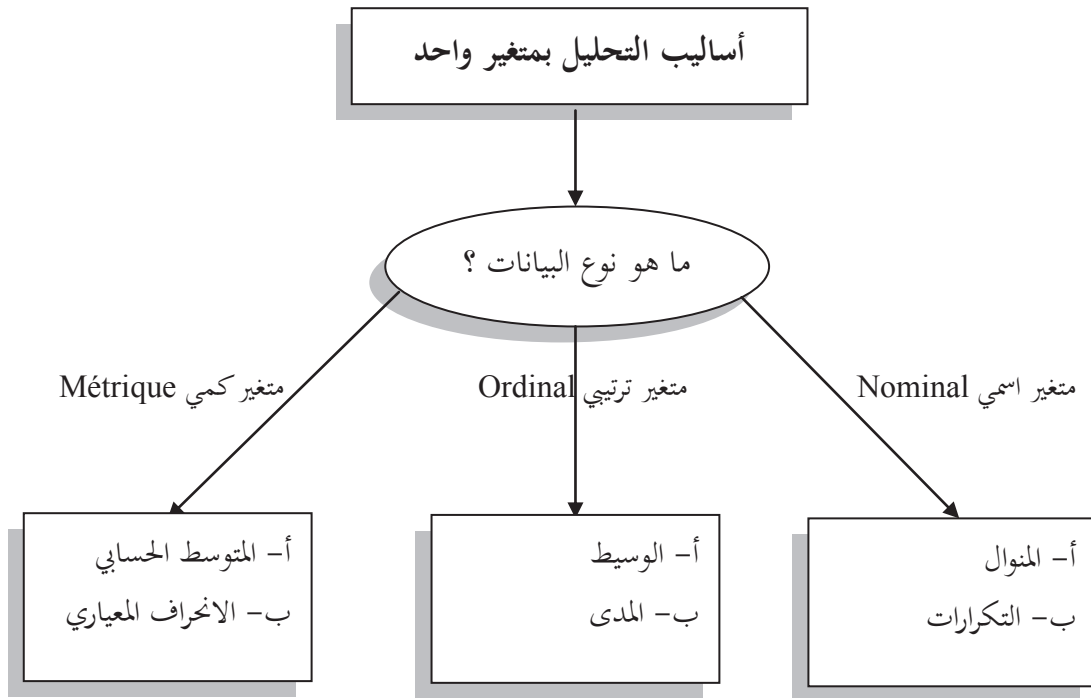 أساليب التحليل بمتغير واحد
ما هو نوع البيانات ؟
متغير اسمي Nominal
متغير ترتيبي Ordinal
متغير كمي Métrique
أ- المنوال
ب- التكرارات
أ- الوسيط
ب- المدى
أ- المتوسط الحسابي
ب- الانحراف المعياري